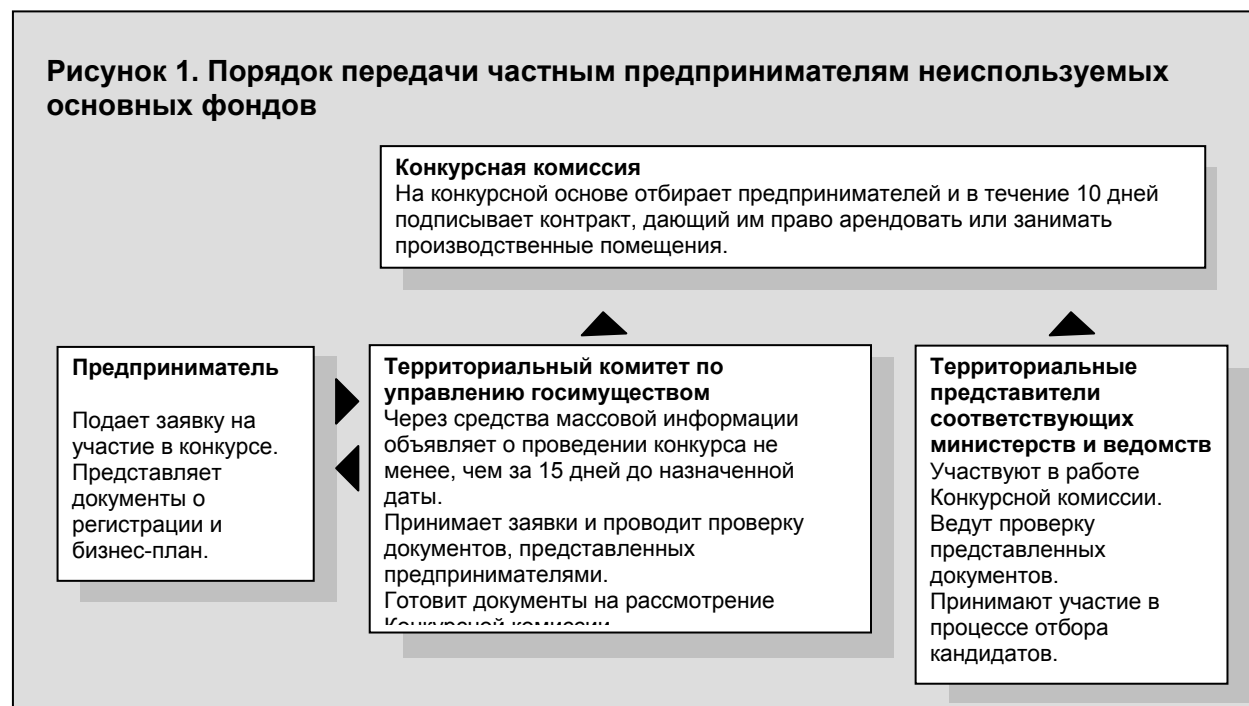 Рисунок 1. Порядок передачи частным предпринимателям неиспользуемых
основных фондов
Конкурсная комиссия
На конкурсной основе отбирает предпринимателей и в течение 10 дней
подписывает контракт, дающий им право арендовать или занимать
производственные помещения.
Предприниматель
Подает заявку на
участие в конкурсе.
Представляет
документы о
регистрации и
бизнес-план.
Территориальный комитет по
управлению госимуществом
Через средства массовой информации
объявляет о проведении конкурса не
менее, чем за 15 дней до назначенной
даты.
Принимает заявки и проводит проверку
документов, представленных
предпринимателями.
Готовит документы на рассмотрение
Конкурсной комиссии
Территориальные
представители
соответствующих
министерств и ведомств
Участвуют в работе
Конкурсной комиссии.
Ведут проверку
представленных
документов.
Принимают участие в
процессе отбора
кандидатов.